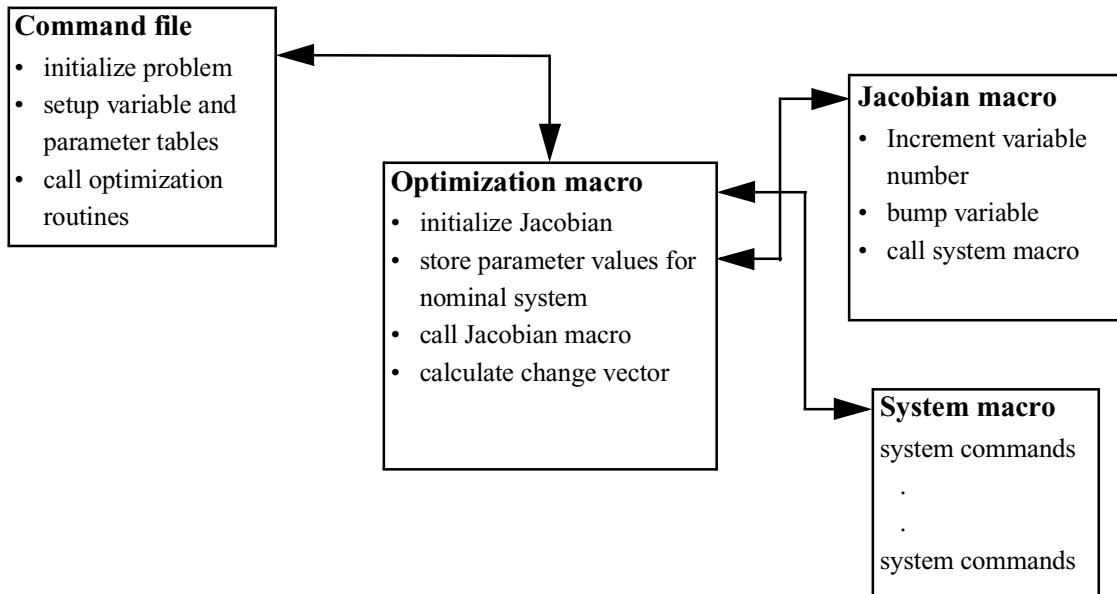 Command file
• initialize problem
• setup variable and
parameter tables
• call optimization
routines
Optimization macro
• initialize Jacobian
• store parameter values for
nominal system
• call Jacobian macro
• calculate change vector
Jacobian macro
• Increment variable
number
• bump variable
• call system macro
System macro
system commands
.
.
system commands